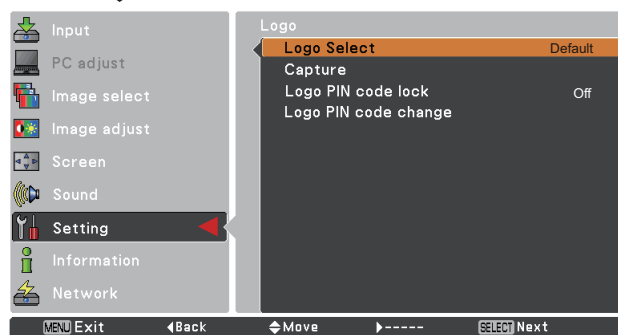 Input
PC adjust
Image select
Image adjust
Screen
Sound
Setting
Information
Network
Logo
Logo Select Default
Capture
Logo PIN code lock Off
Logo PIN code change
MENU Exit Back Move ----- SELECT Next